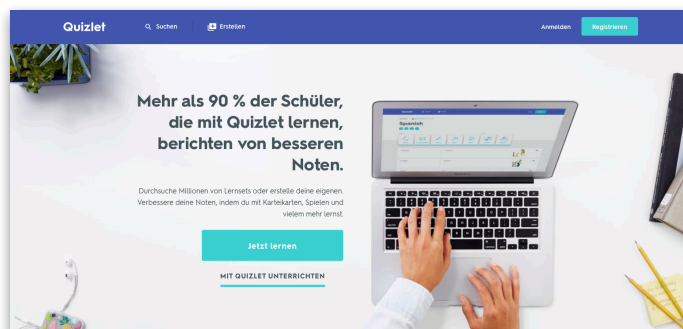 Quizlet
Suchen
Erstellen
Anmelden
Registrieren
Mehr als 90 % der Schüler,
die mit Quizlet lernen,
berichten von besseren
Noten.
Durchsuche Millionen von Lernsets oder erstelle deine eigenen.
Verbessere deine Noten, indem du mit Karteikarten, Spielen und
vielem mehr lernst.
Jetzt lernen
MIT QUIZLET UNTERRICHTEN
Spanish